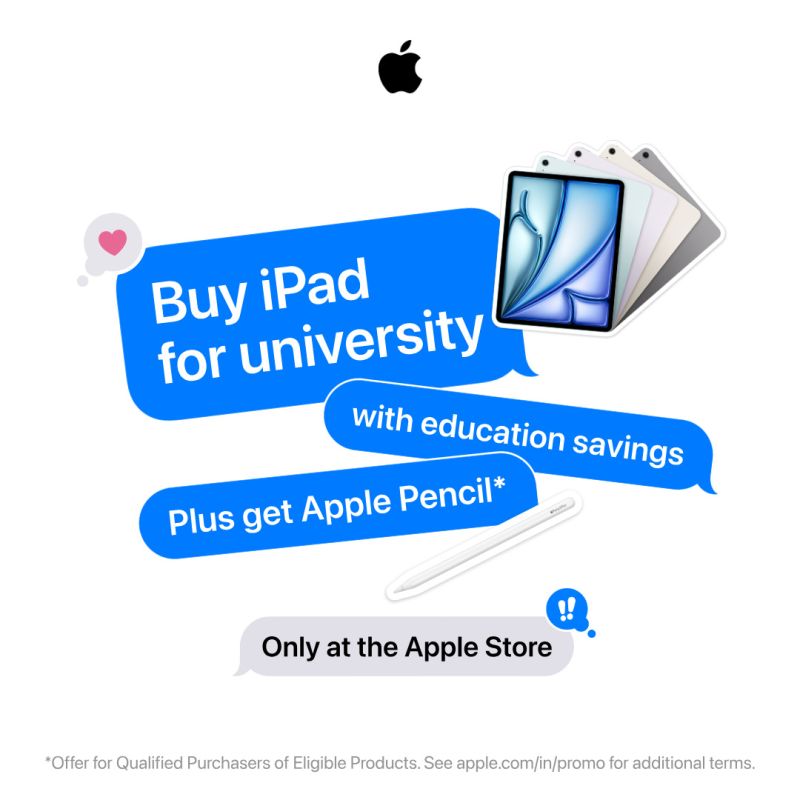 Buy iPad
for university
with education savings
Plus get Apple Pencil*
Only at the Apple Store
*Offer for Qualified Purchasers of Eligible Products. See apple.com/in/promo for additional terms.